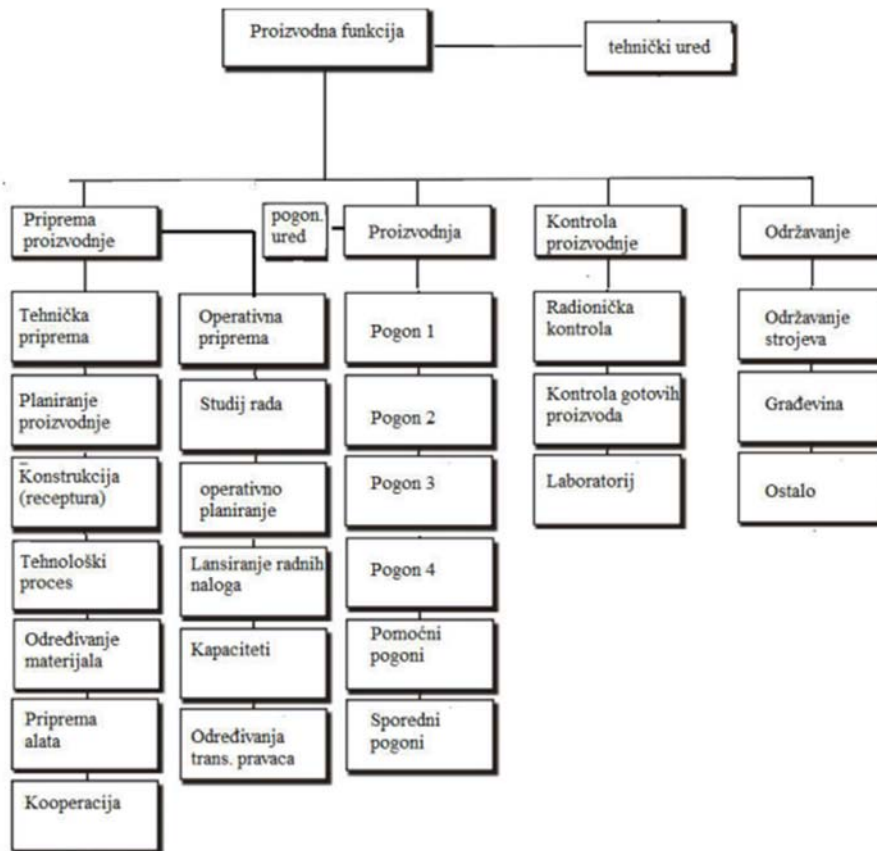 Proizvodna funkcija
tehnički ured
Priprema
proizvodnje
pogon.
ured
Proizvodnja
Kontrola
proizvodnje
Održavanje
Tehnička
priprema
Planiranje
proizvodnje
Konstrukcija
(receptura)
Tehnološki
proces
Određivanje
materijala
Priprema
alata
Kooperacija
Operativna
priprema
Studij rada
operativno
planiranje
Lansiranje radnih
naloga
Kapaciteti
Određivanja
trans. pravaca
Pogon 1
Pogon 2
Pogon 3
Pogon 4
Pomoćni
pogoni
Sporedni
pogoni
Radionička
kontrola
Kontrola gotovih
proizvoda
Laboratorij
Održavanje
strojeva
Građevina
Ostalo